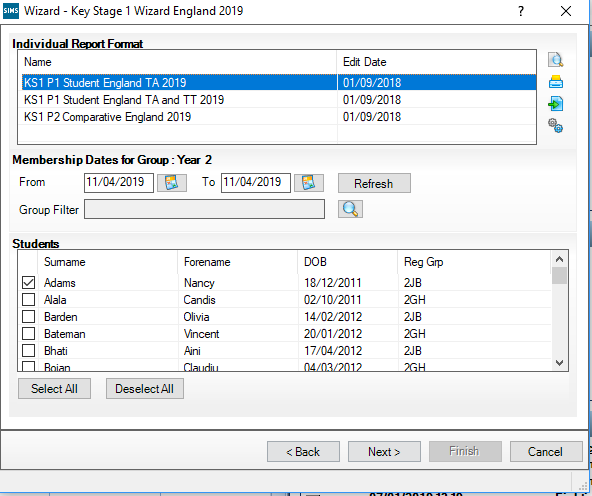 SIMS Wizard - Key Stage 1 Wizard England 2019
Individual Report Format
Name Edit Date
KS1 P1 Student England TA 2019 01/09/2018
KS1 P1 Student England TA and TT 2019 01/09/2018
KS1 P2 Comparative England 2019 01/09/2018
Membership Dates for Group : Year 2
From 11/04/2019 To 11/04/2019 Refresh
Group Filter
Students
Surname Forename DOB Reg Grp
Adams Nancy 18/12/2011 2JB
Alala Candis 02/10/2011 2GH
Barden Olivia 14/02/2012 2JB
Bateman Vincent 20/01/2012 2GH
Bhati Aini 17/04/2012 2JB
Boian Claudiu 04/03/2012 2GH
Select All Deselect All
< Back Next > Finish Cancel